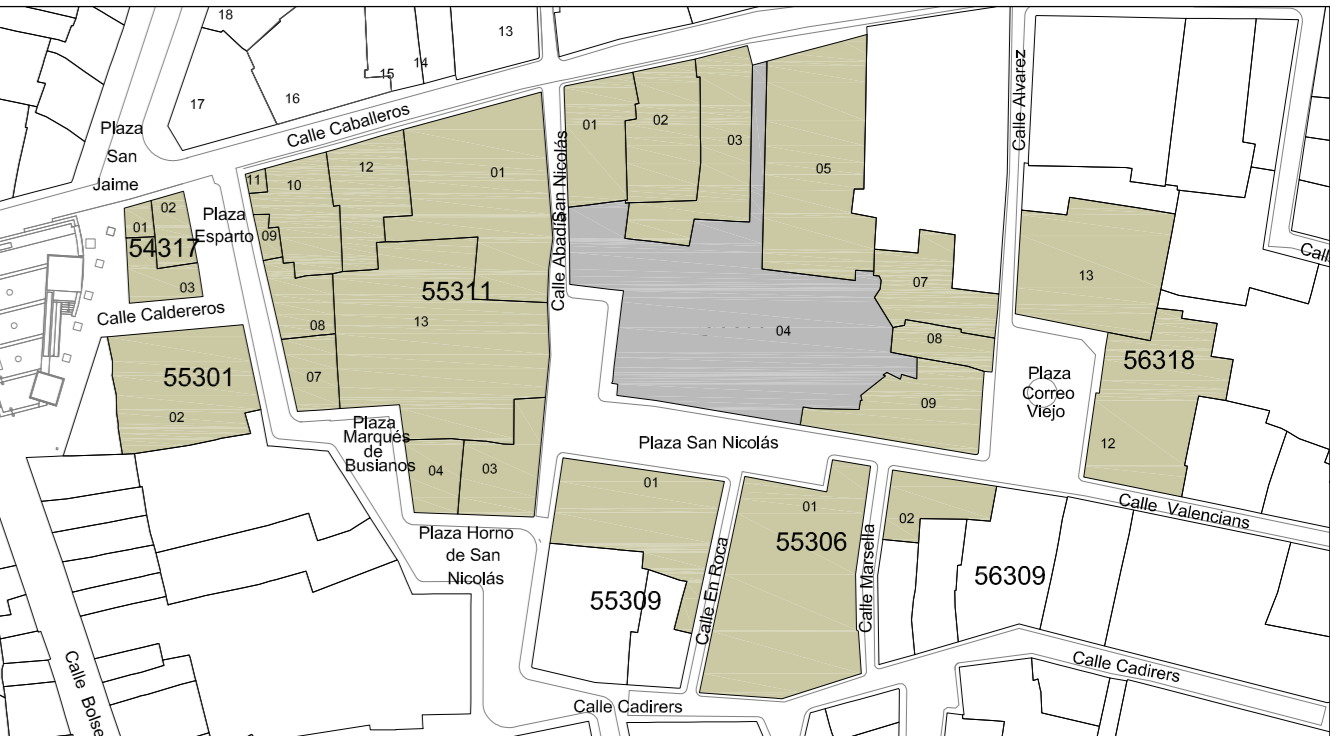 18
13
14
15
16
17
Plaza
San
Jaime
Calle Caballeros
Calle Alvarez
01
02
03
05
12
01
11
10
Calle Abadía San Nicolás
02
01
Plaza
Esparto
09
54317
03
Calle Caldereros
55311
13
08
07
55301
02
04
07
08
09
13
56318
Plaza
Correo
Viejo
12
Plaza
Marqués
de
Busianos
04
03
Plaza San Nicolás
01
01
02
Calle Valencians
Plaza Horno
de San
Nicolás
55306
55309
56309
Calle En Roca
Calle Marsella
Calle Cadirers
Calle Cadirers
Calle Bolse
Call